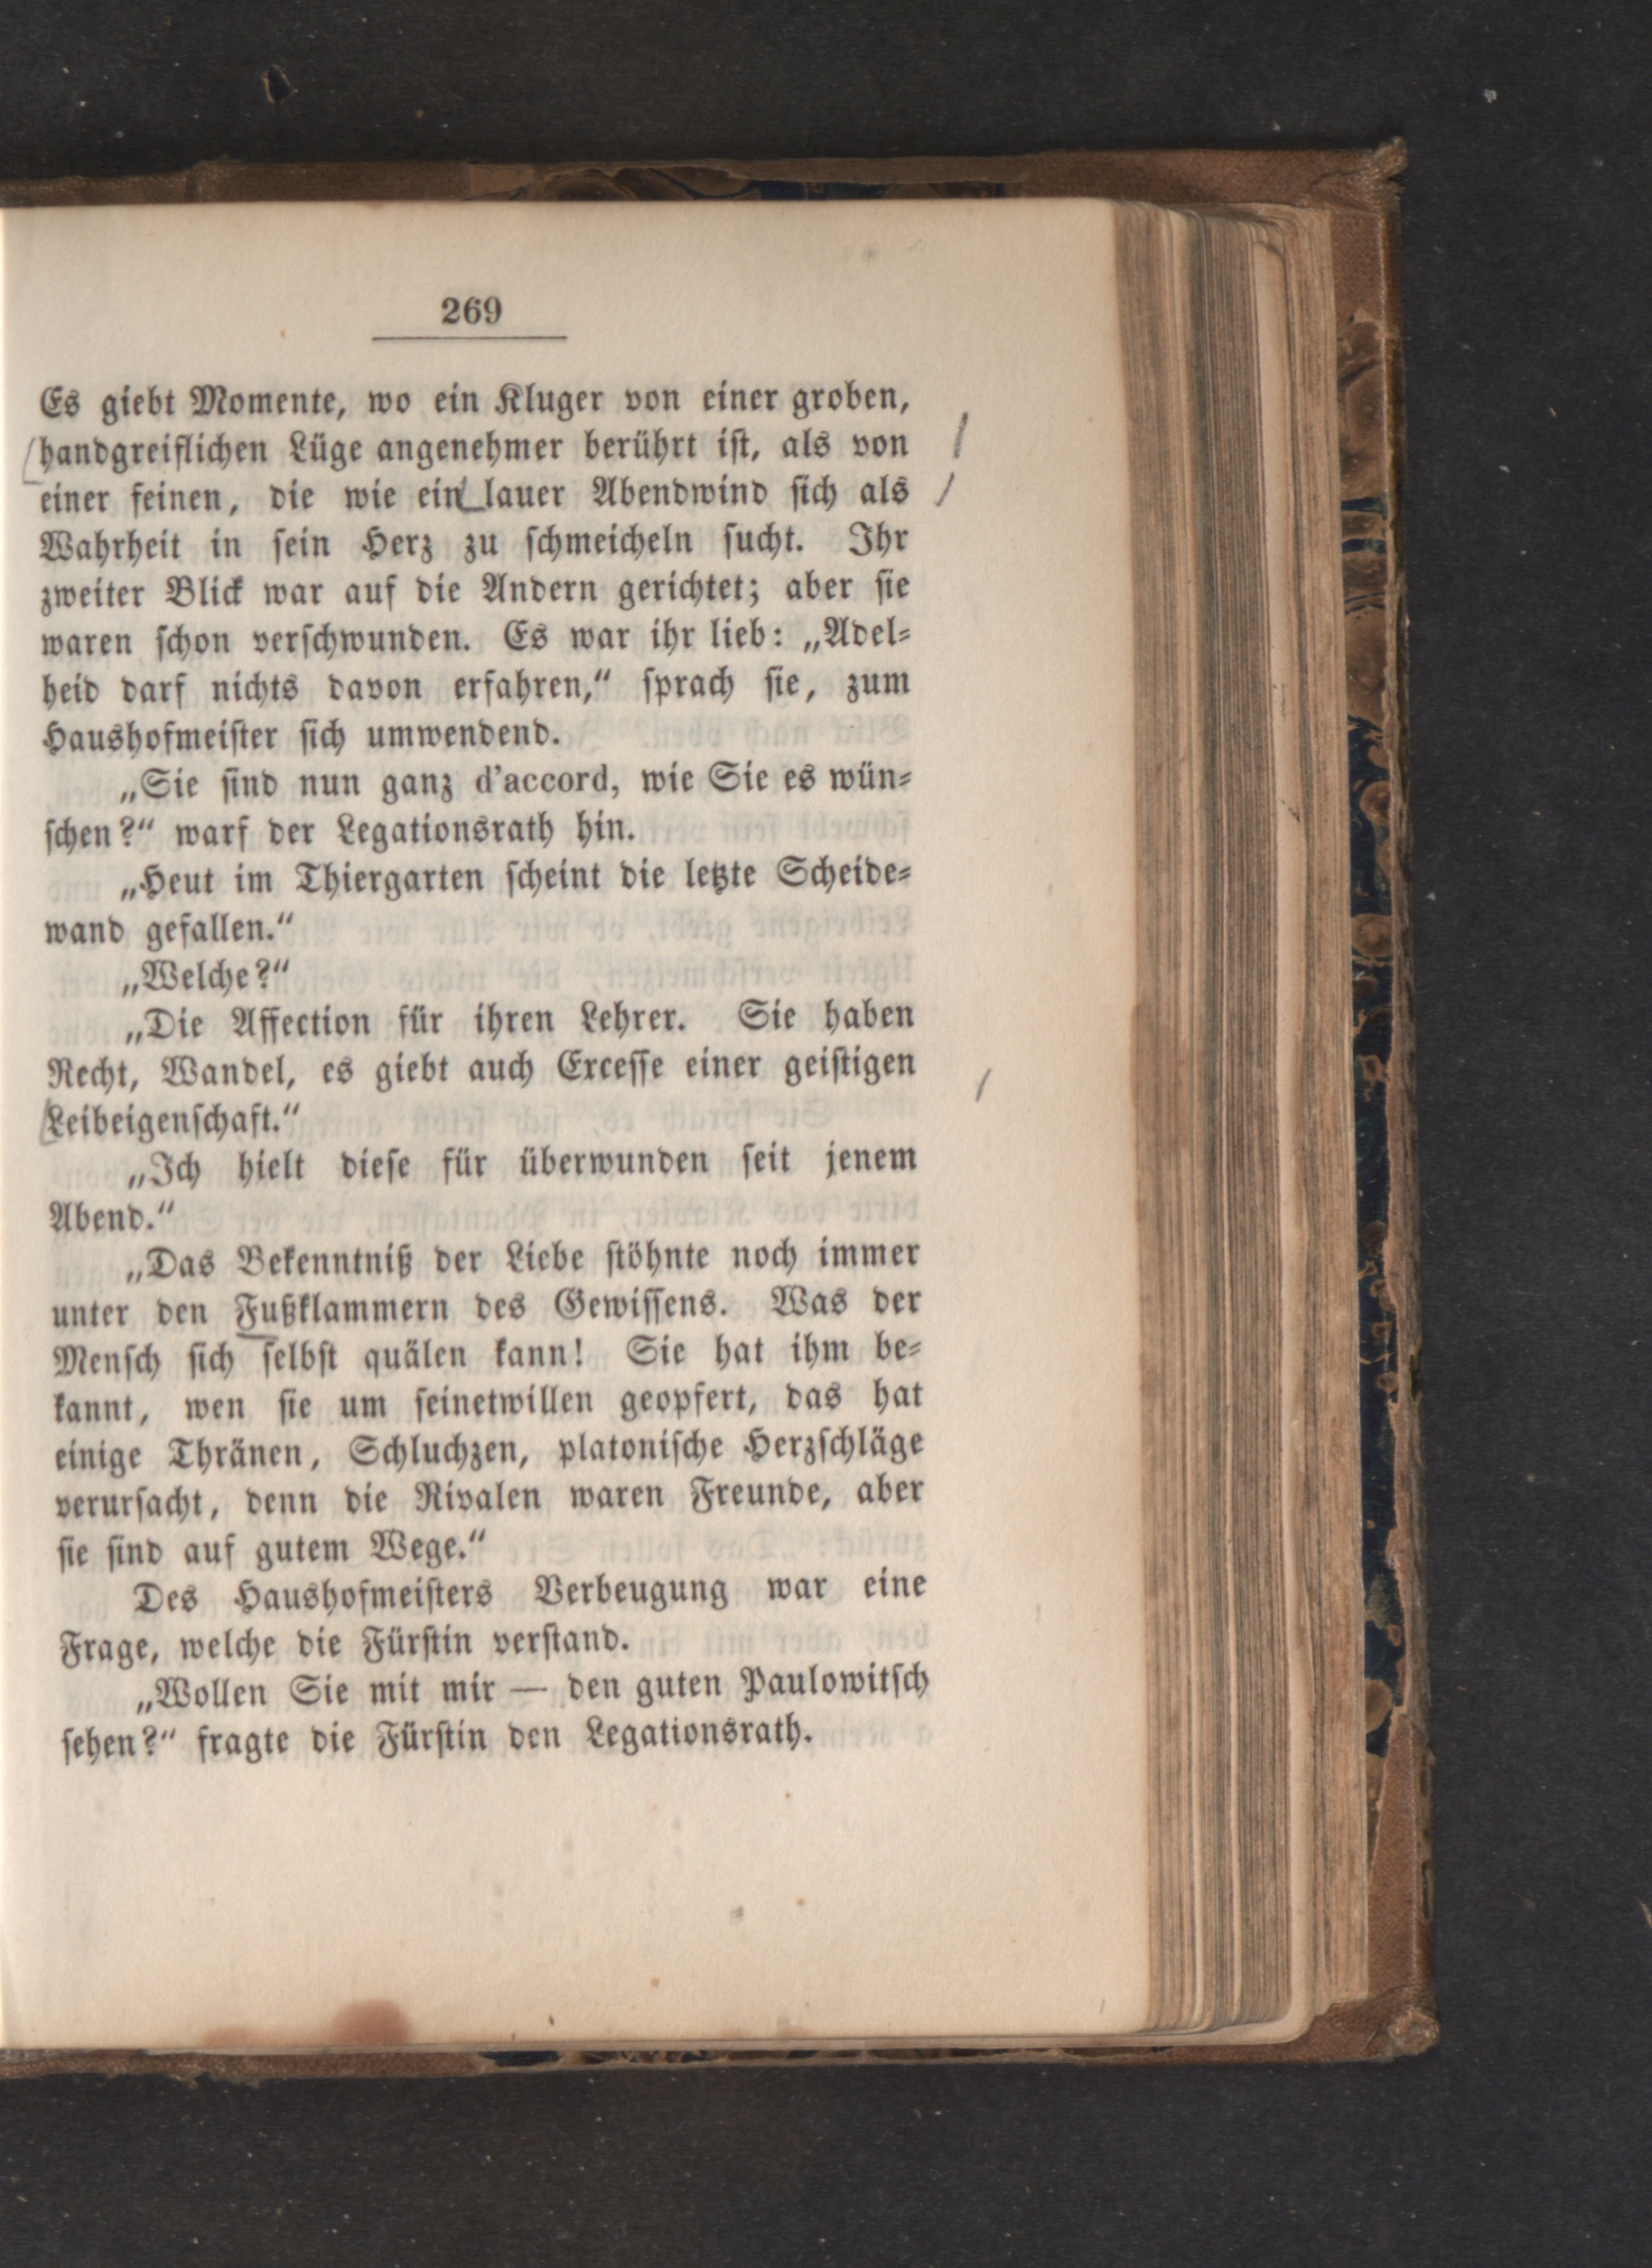 269
Es giebt Momente, wo ein Kluger von einer groben,
handgreiflichen Lüge angenehmer berührt iſt, als von
einer feinen, die wie ein lauer Abendwind ſich als
Wahrheit in ſein Herz zu ſchmeicheln ſucht. Ihr
zweiter Blick war auf die Andern gerichtet; aber ſie
waren ſchon verſchwunden. Es war ihr lieb: „Adel⸗
heid darf nichts davon erfahren,“ ſprach ſie, zum
Haushofmeiſter ſich umwendend.
„Sie ſind nun ganz d'accord, wie Sie es wün⸗
ſchen?“ warf der Legationsrath hin.
„Heut im Thiergarten ſcheint die letzte Scheide⸗
wand gefallen.“
„Welche?“
„Die Affection für ihren Lehrer. Sie haben
Recht, Wandel, es giebt auch Exceſſe einer geiſtigen
Leibeigenſchaft.“
„Ich hielt dieſe für überwunden ſeit jenem
Abend.“
„Das Bekenntniß der Liebe ſtöhnte noch immer
unter den Fußklammern des Gewiſſens. Was der
Menſch ſich ſelbſt quälen kann! Sie hat ihm be⸗
kannt, wen ſie um ſeinetwillen geopfert, das hat
einige Thränen, Schluchzen, platoniſche Herzſchläge
verurſacht, denn die Rivalen waren Freunde, aber
ſie ſind auf gutem Wege.“
Des Haushofmeiſters Verbeugung war eine
Frage, welche die Fürſtin verſtand.
„Wollen Sie mit mir — den guten Paulowitſch
ſehen?“ fragte die Fürſtin den Legationsrath.